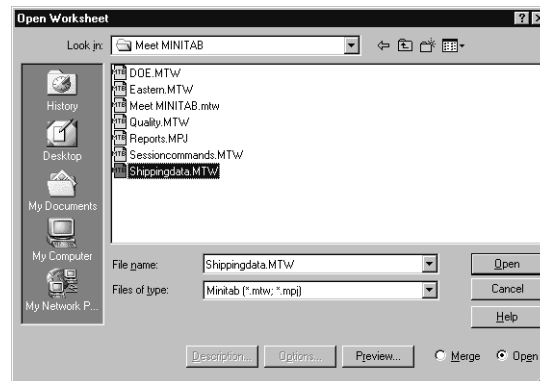 Open Worksheet
Look in: Meet MINITAB
DOE.MTW
Eastern.MTW
Meet MINITAB.mtw
Quality.MTW
Reports.MPJ
Sessioncommands.MTW
Shippingdata.MTW
History
Desktop
My Documents
My Computer
My Network P...
File name: Shippingdata.MTW Open
Files of type: Minitab (*.mtw; *.mpj) Cancel
Help
Description... Options... Preview... Merge Open